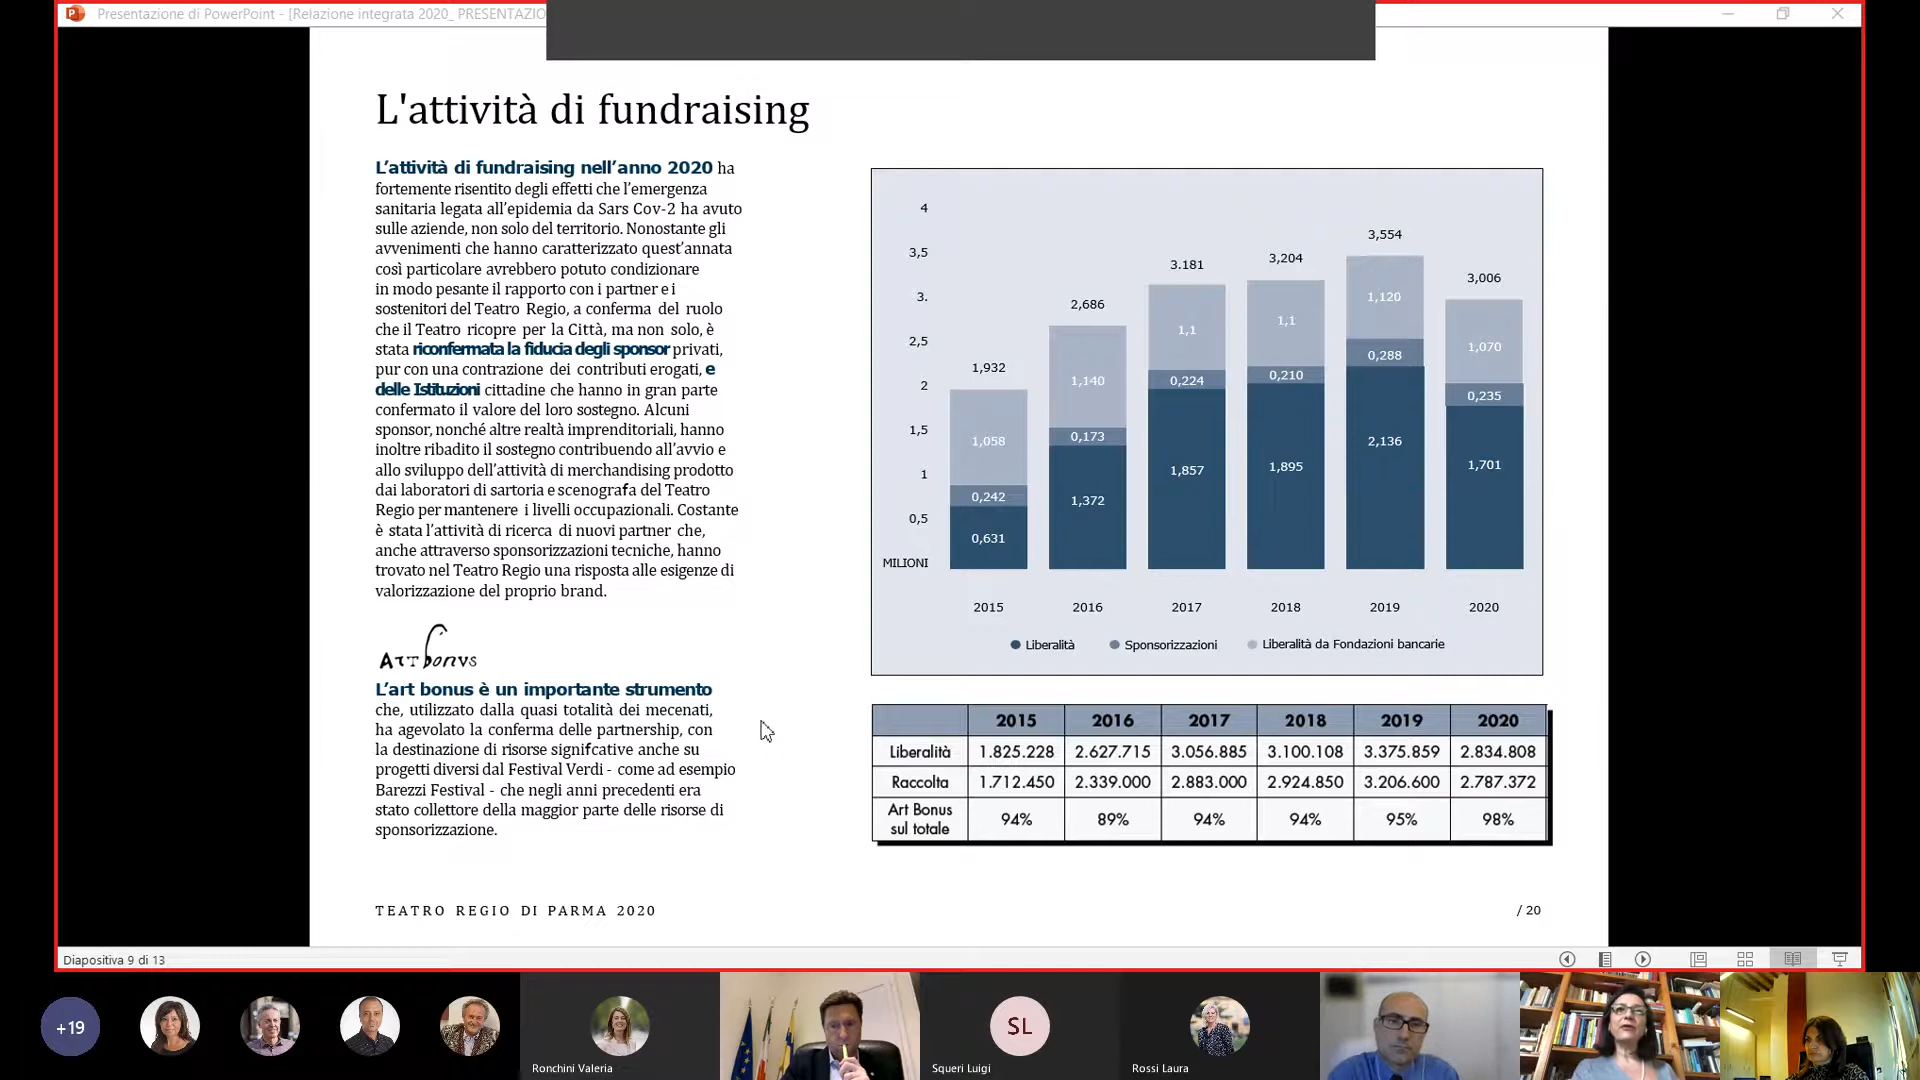 Presentazione di PowerPoint - [Relazione integrata 2020_ PRESENTAZIO
L'attività di fundraising
L'attività di fundraising nell'anno 2020 ha
fortemente risentito degli effetti che l'emergenza
sanitaria legata all'epidemia da Sars Cov-2 ha avuto
sulle aziende, non solo del territorio. Nonostante gli
avvenimenti che hanno caratterizzato quest'annata
così particolare avrebbero potuto condizionare
in modo pesante il rapporto con i partner e i
sostenitori del Teatro Regio, a conferma del ruolo
che il Teatro ricopre per la Città, ma non solo, è
stata riconfermata la fiducia degli sponsor privati,
pur con una contrazione dei contributi erogati, e
delle Istituzioni cittadine che hanno in gran parte
confermato il valore del loro sostegno. Alcuni
sponsor, nonché altre realtà imprenditoriali, hanno
inoltre ribadito il sostegno contribuendo all'avvio e
allo sviluppo dell'attività di merchandising prodotto
dai laboratori di sartoria e scenografa del Teatro
Regio per mantenere i livelli occupazionali. Costante
è stata l'attività di ricerca di nuovi partner che,
anche attraverso sponsorizzazioni tecniche, hanno
trovato nel Teatro Regio una risposta alle esigenze di
valorizzazione del proprio brand.
ART bonus
L'art bonus è un importante strumento
che, utilizzato dalla quasi totalità dei mecenati,
ha agevolato la conferma delle partnership, con
la destinazione di risorse signifcative anche su
progetti diversi dal Festival Verdi - come ad esempio
Barezzi Festival - che negli anni precedenti era
stato collettore della maggior parte delle risorse di
sponsorizzazione.
4
3,5
3.
2,5
2
1,5
1
0,5
MILIONI
1,932 2,686 3.181 3,204 3,554 3,006
1,058 1,140 1,1 1,1 1,120 1,070
0,242 0,173 0,224 0,210 0,288 0,235
0,631 1,372 1,857 1,895 2,136 1,701
2015 2016 2017 2018 2019 2020
Liberalità Sponsorizzazioni Liberalità da Fondazioni bancarie
2015 2016 2017 2018 2019 2020
Liberalità 1.825.228 2.627.715 3.056.885 3.100.108 3.375.859 2.834.808
Raccolta 1.712.450 2.339.000 2.883.000 2.924.850 3.206.600 2.787.372
Art Bonus
sul totale 94% 89% 94% 94% 95% 98%
TEATRO REGIO DI PARMA 2020
/ 20
Diapositiva 9 di 13
+19
SL
Ronchini Valeria
Squeri Luigi
Rossi Laura